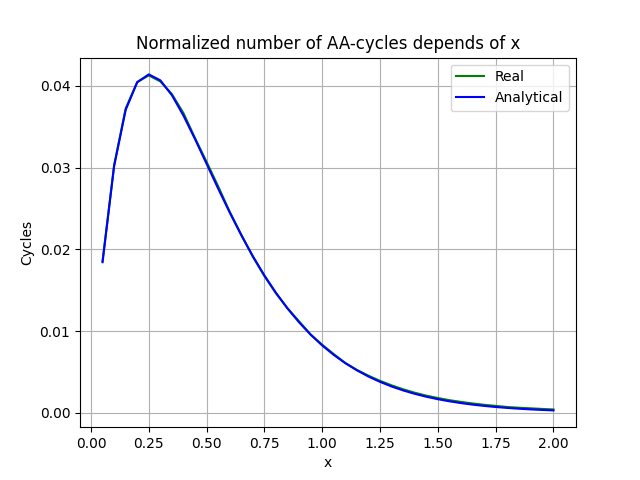 Normalized number of AA-cycles depends of x
Real
Analytical
Cycles
0.04
0.03
0.02
0.01
0.00
0.00 0.25 0.50 0.75 1.00 1.25 1.50 1.75 2.00
x